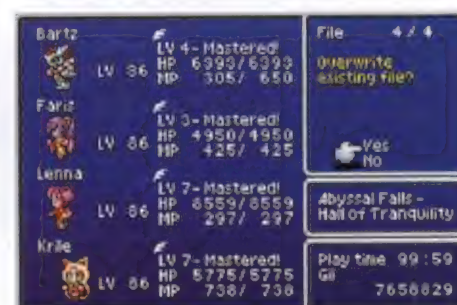 Bartz
LV 4-Mastered!
LV 86 HP 6393/6393
MP 305/ 650
Faris
LV 3-Mastered!
LV 86 HP 4950/4950
MP 425/ 425
Lenna
LV 7-Mastered!
LV 86 HP 8559/8559
MP 297/ 297
Krile
LV 7-Mastered!
LV 86 HP 5775/5775
MP 738/ 738
File 4/4
Overwrite
existing file?
Yes
No
Abyssal Falls -
Hall of Tranquility
Play time 99:59
Gil
7658829